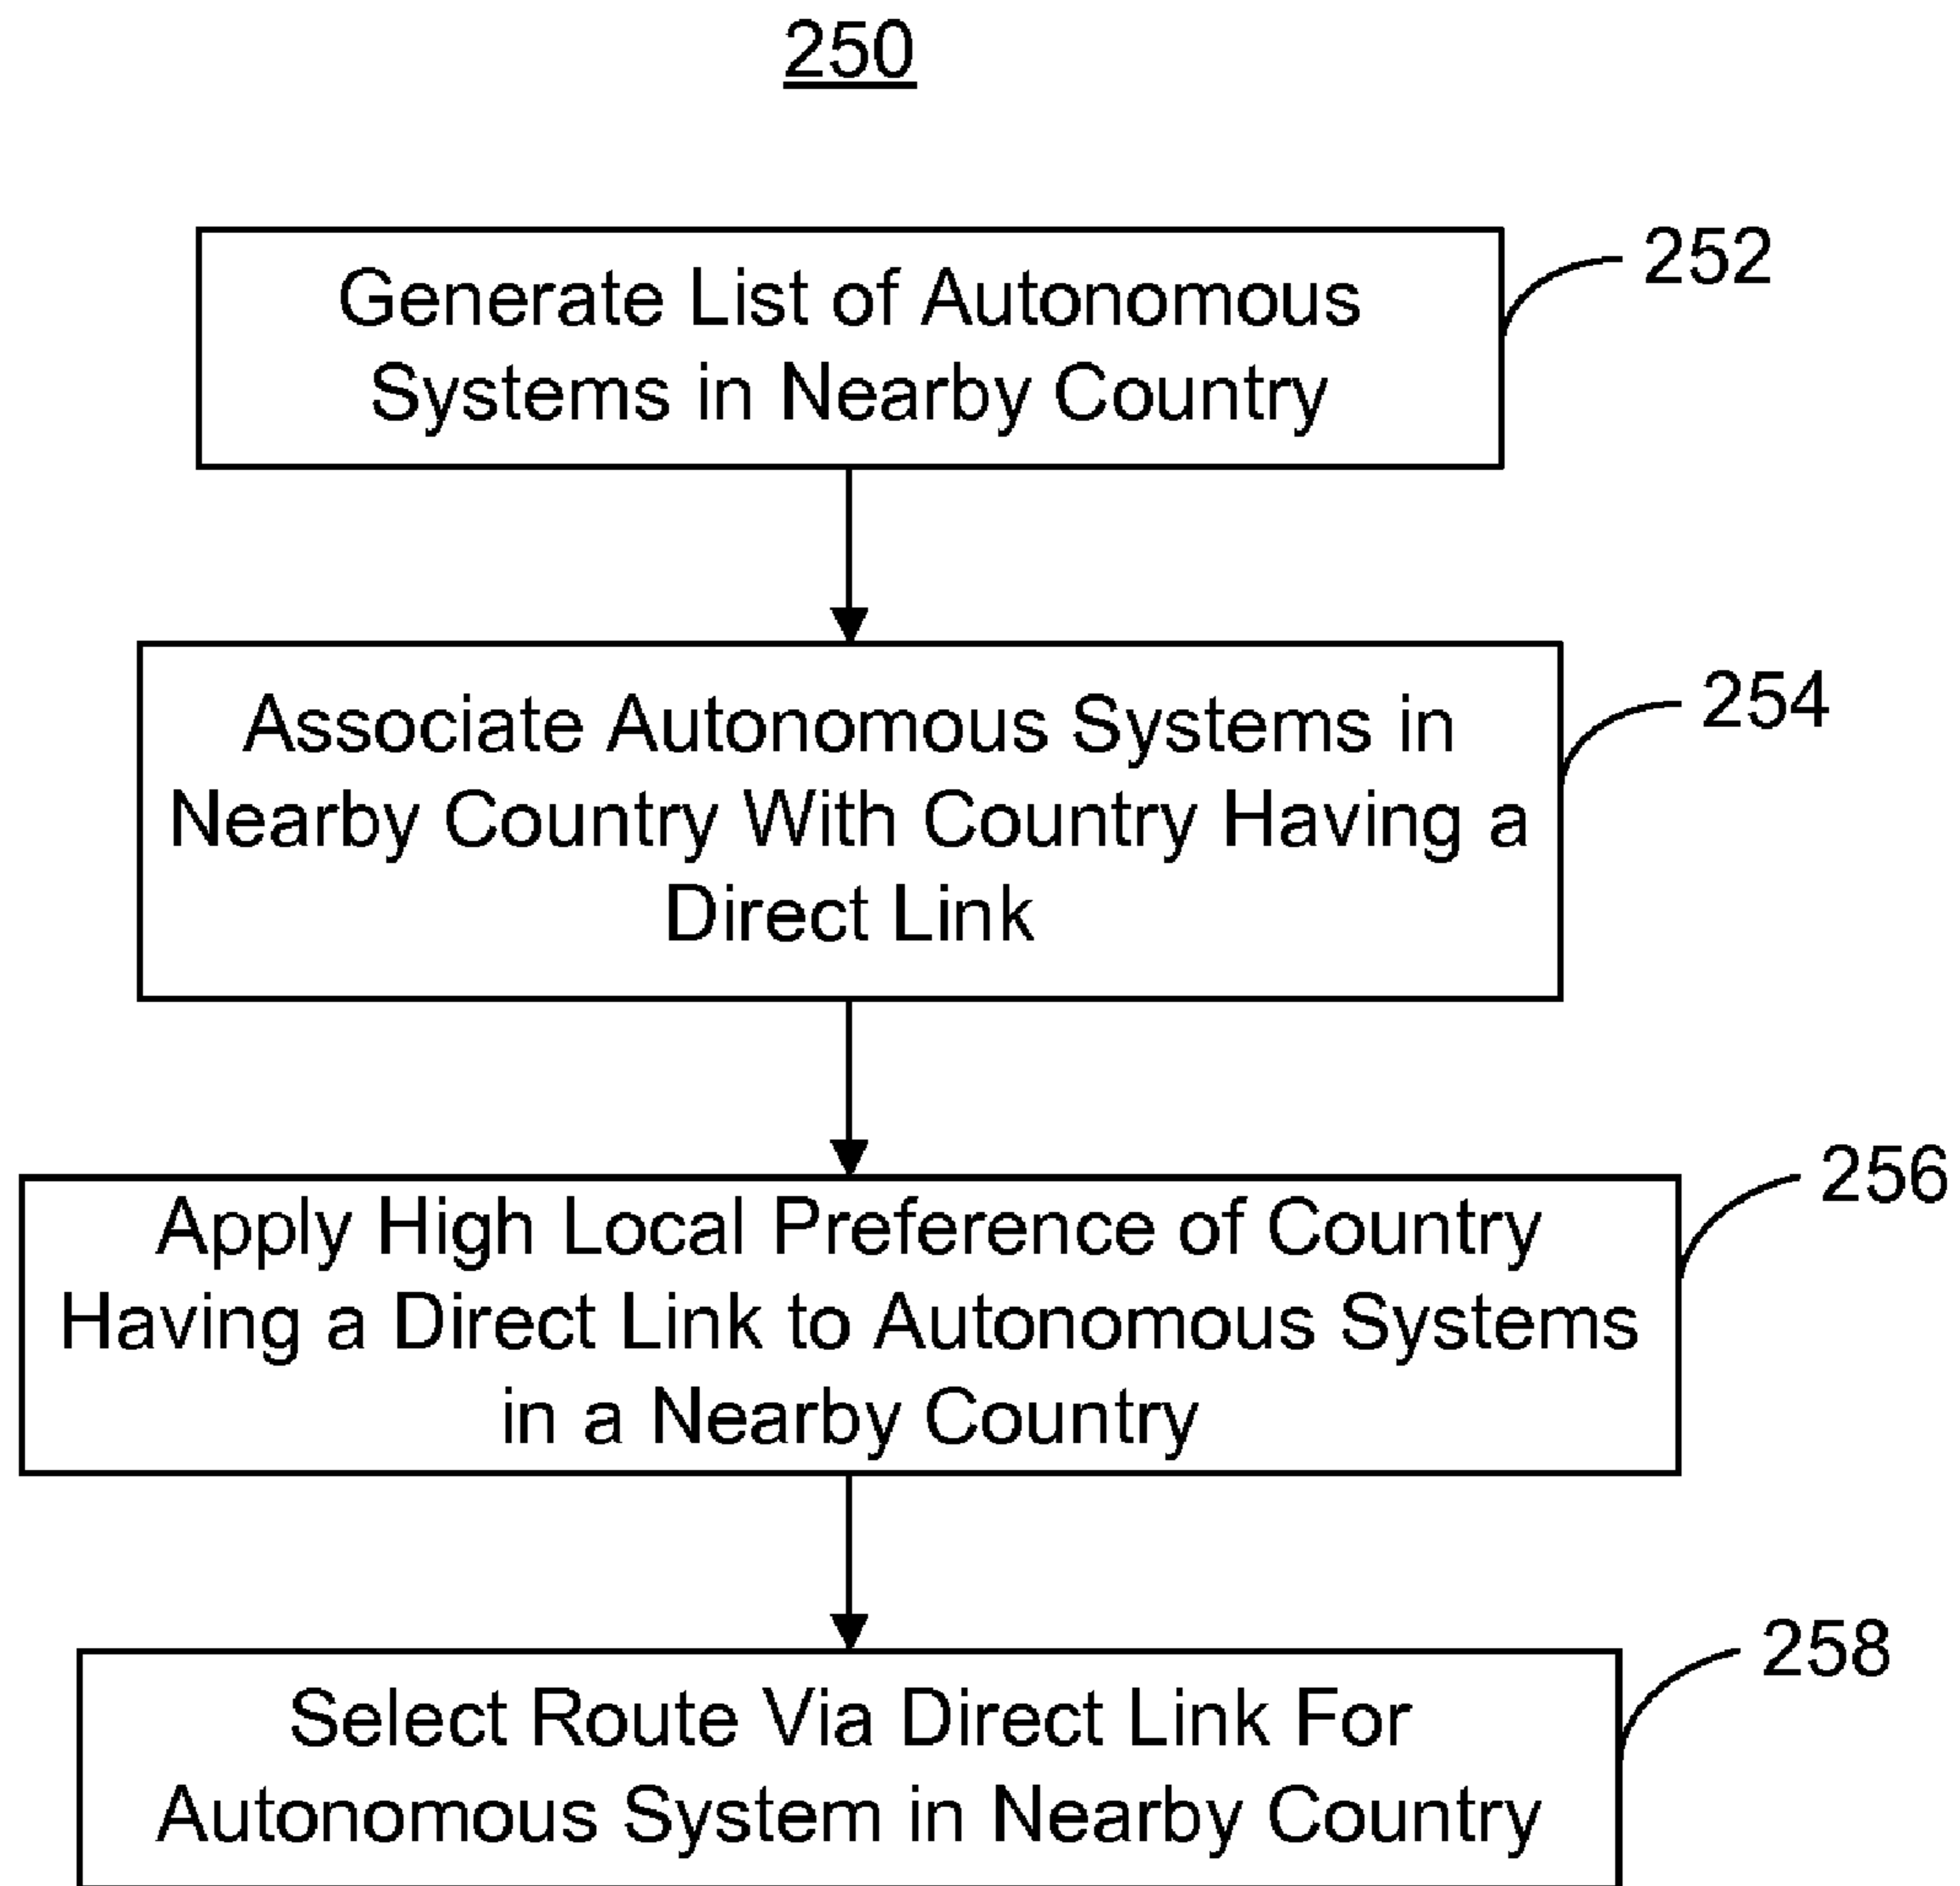 250
Generate List of Autonomous
Systems in Nearby Country
252
Associate Autonomous Systems in
Nearby Country With Country Having a
Direct Link
254
Apply High Local Preference of Country
Having a Direct Link to Autonomous Systems
in a Nearby Country
256
Select Route Via Direct Link For
Autonomous System in Nearby Country
258